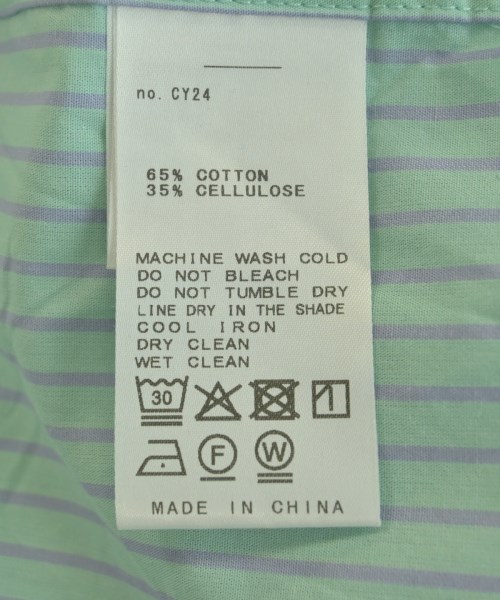 no. CY24
65% COTTON
35% CELLULOSE
MACHINE WASH COLD
DO NOT BLEACH
DO NOT TUMBLE DRY
LINE DRY IN THE SHADE
COOL IRON
DRY CLEAN
WET CLEAN
30
F W
MADE IN CHINA